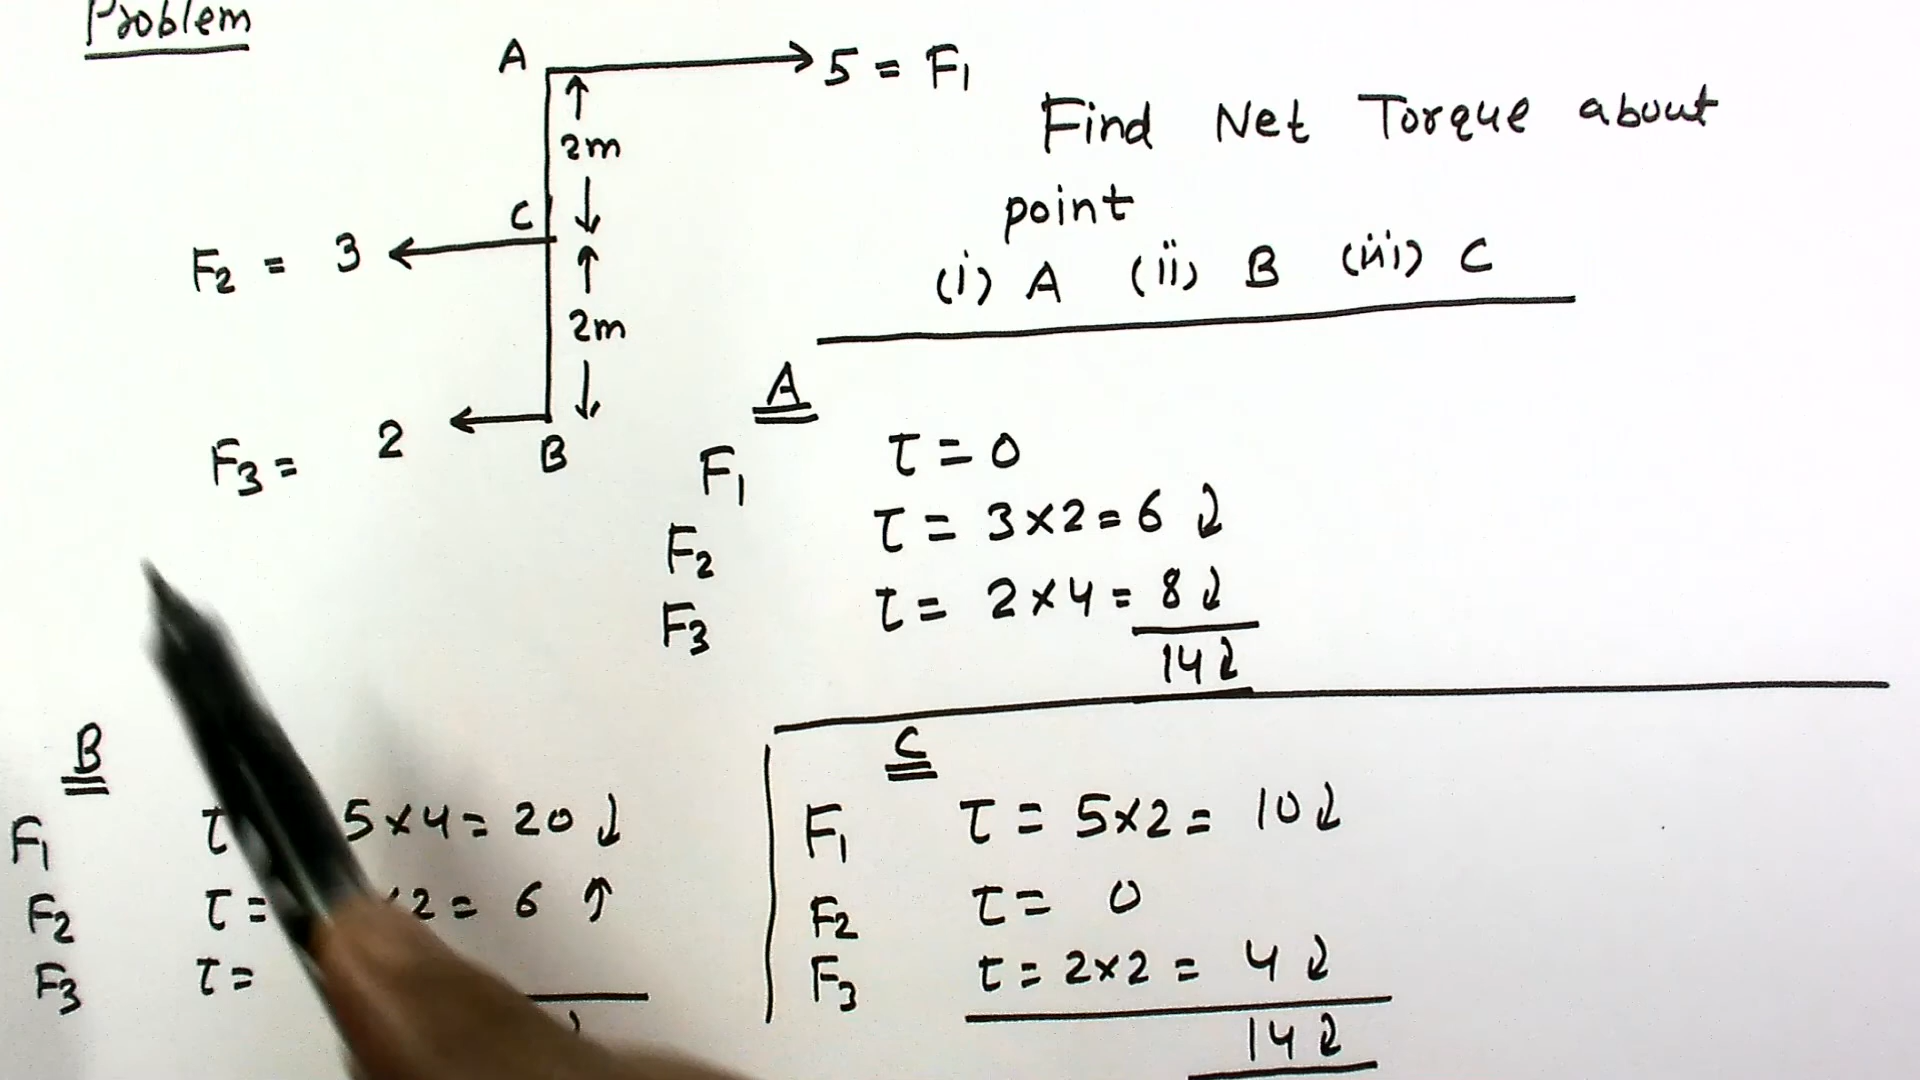 Problem
A
5 = F1
2m
C
F2 = 3
2m
F3 = 2
B
Find Net Torque about
point
(i) A (ii) B (iii) C
A
F1 τ = 0
F2 τ = 3×2 = 6 ↓
F3 τ = 2×4 = 8 ↓
14 ↓
B
F1 τ 5×4 = 20 ↓
F2 τ = 2 = 6 ↑
F3 τ =
C
F1 τ = 5×2 = 10 ↓
F2 τ = 0
F3 τ = 2×2 = 4 ↓
14 ↓